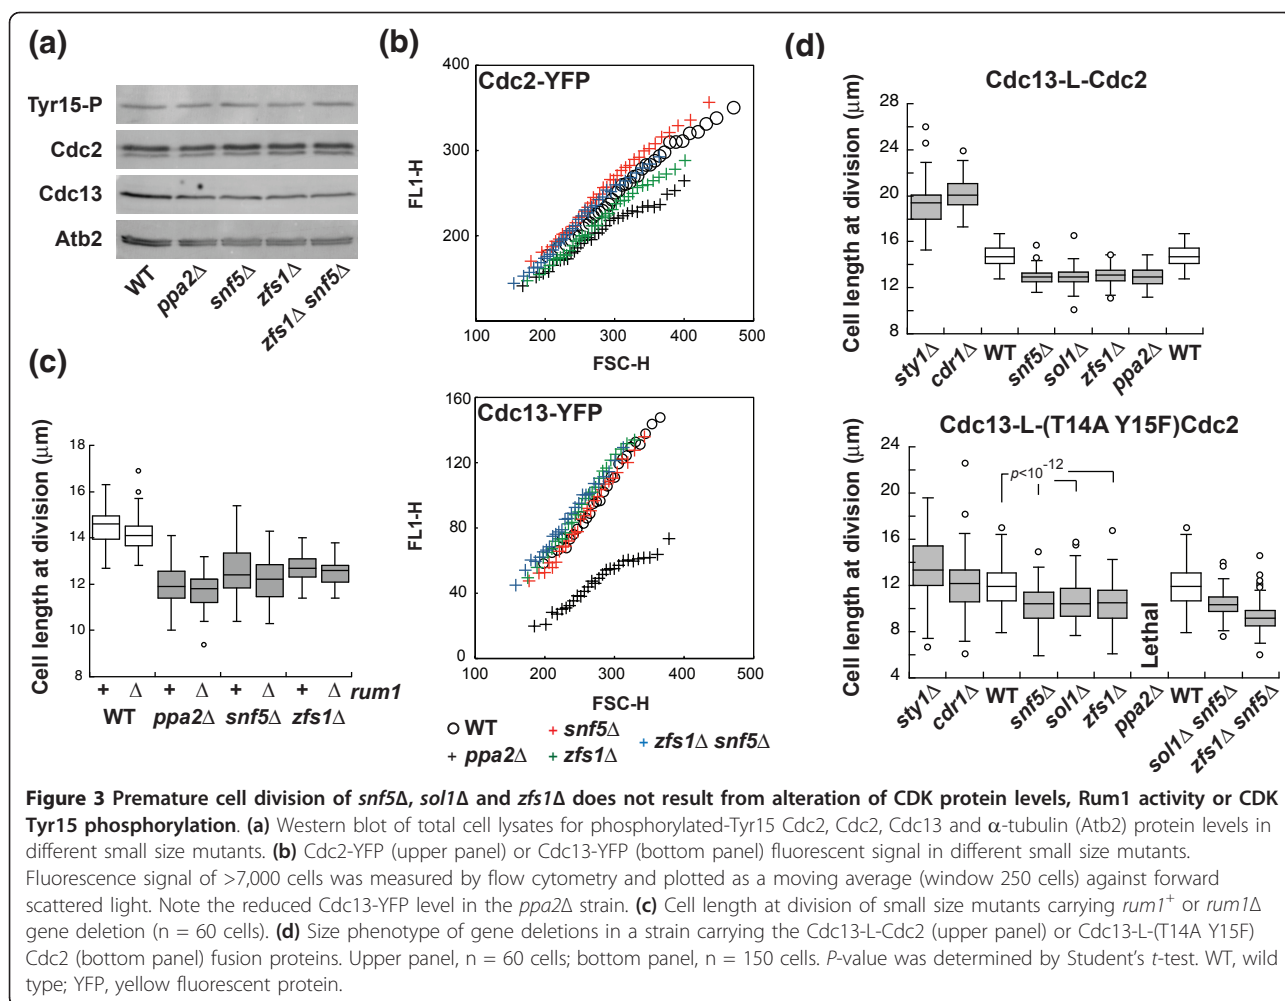 (a)
Tyr15-P
Cdc2
Cdc13
Atb2
WT
ppa2Δ
snf5Δ
zfs1Δ
zfs1Δ snf5Δ
(b)
Cdc2-YFP
FL1-H
400
300
200
100
100 200 300 400 500
FSC-H
Cdc13-YFP
FL1-H
160
120
80
40
0
100 200 300 400 500
FSC-H
WT
ppa2Δ
snf5Δ
zfs1Δ
zfs1Δ snf5Δ
(c)
Cell length at division (μm)
18
16
14
12
10
8
+ Δ + Δ + Δ + Δ rum1
WT ppa2Δ snf5Δ zfs1Δ
(d)
Cdc13-L-Cdc2
Cell length at division (μm)
28
24
20
16
12
8
sty1Δ
cdr1Δ
WT
snf5Δ
sol1Δ
zfs1Δ
ppa2Δ
WT
Cdc13-L-(T14A Y15F)Cdc2
Cell length at division (μm)
24
20
16
12
8
4
p<10-12
Lethal
sty1Δ
cdr1Δ
WT
snf5Δ
sol1Δ
zfs1Δ
ppa2Δ
WT
sol1Δ snf5Δ
zfs1Δ snf5Δ
Figure 3 Premature cell division of snf5Δ, sol1Δ and zfs1Δ does not result from alteration of CDK protein levels, Rum1 activity or CDK
Tyr15 phosphorylation. (a) Western blot of total cell lysates for phosphorylated-Tyr15 Cdc2, Cdc2, Cdc13 and α-tubulin (Atb2) protein levels in
different small size mutants. (b) Cdc2-YFP (upper panel) or Cdc13-YFP (bottom panel) fluorescent signal in different small size mutants.
Fluorescence signal of >7,000 cells was measured by flow cytometry and plotted as a moving average (window 250 cells) against forward
scattered light. Note the reduced Cdc13-YFP level in the ppa2Δ strain. (c) Cell length at division of small size mutants carrying rum1+ or rum1Δ
gene deletion (n = 60 cells). (d) Size phenotype of gene deletions in a strain carrying the Cdc13-L-Cdc2 (upper panel) or Cdc13-L-(T14A Y15F)
Cdc2 (bottom panel) fusion proteins. Upper panel, n = 60 cells; bottom panel, n = 150 cells. P-value was determined by Student's t-test. WT, wild
type; YFP, yellow fluorescent protein.